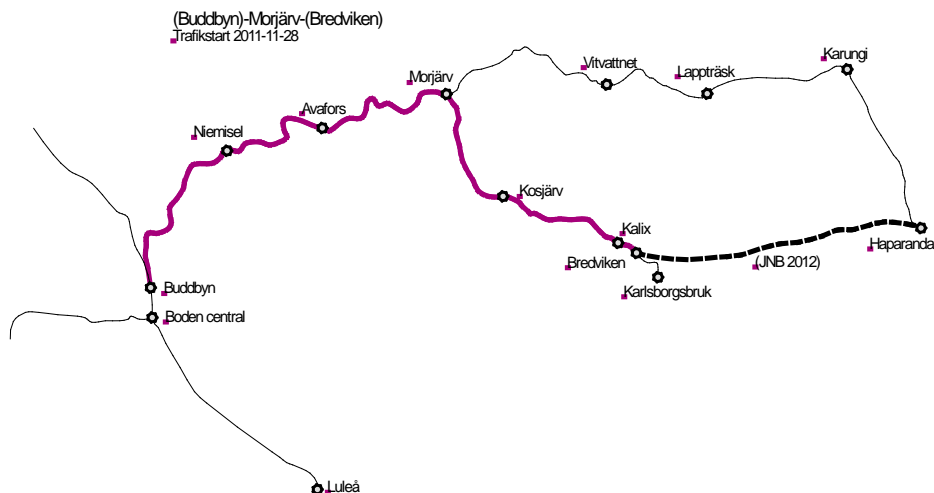 (Buddbyn)-Morjärv-(Bredviken)
Trafikstart 2011-11-28
Karungi
Vitvattnet
Lappträsk
Morjärv
Avafors
Niemisel
Kosjärv
Kalix
Haparanda
Bredviken
(JNB 2012)
Buddbyn
Karlsborgsbruk
Boden central
Luleå